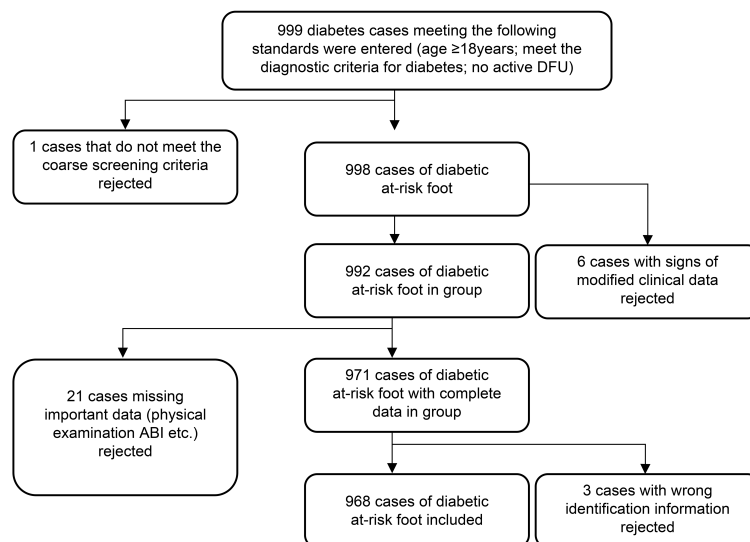 999 diabetes cases meeting the following
standards were entered (age ≥18years; meet the
diagnostic criteria for diabetes; no active DFU)
1 cases that do not meet the
coarse screening criteria
rejected
998 cases of diabetic
at-risk foot
992 cases of diabetic
at-risk foot in group
6 cases with signs of
modified clinical data
rejected
21 cases missing
important data (physical
examination ABI etc.)
rejected
971 cases of diabetic
at-risk foot with complete
data in group
968 cases of diabetic
at-risk foot included
3 cases with wrong
identification information
rejected